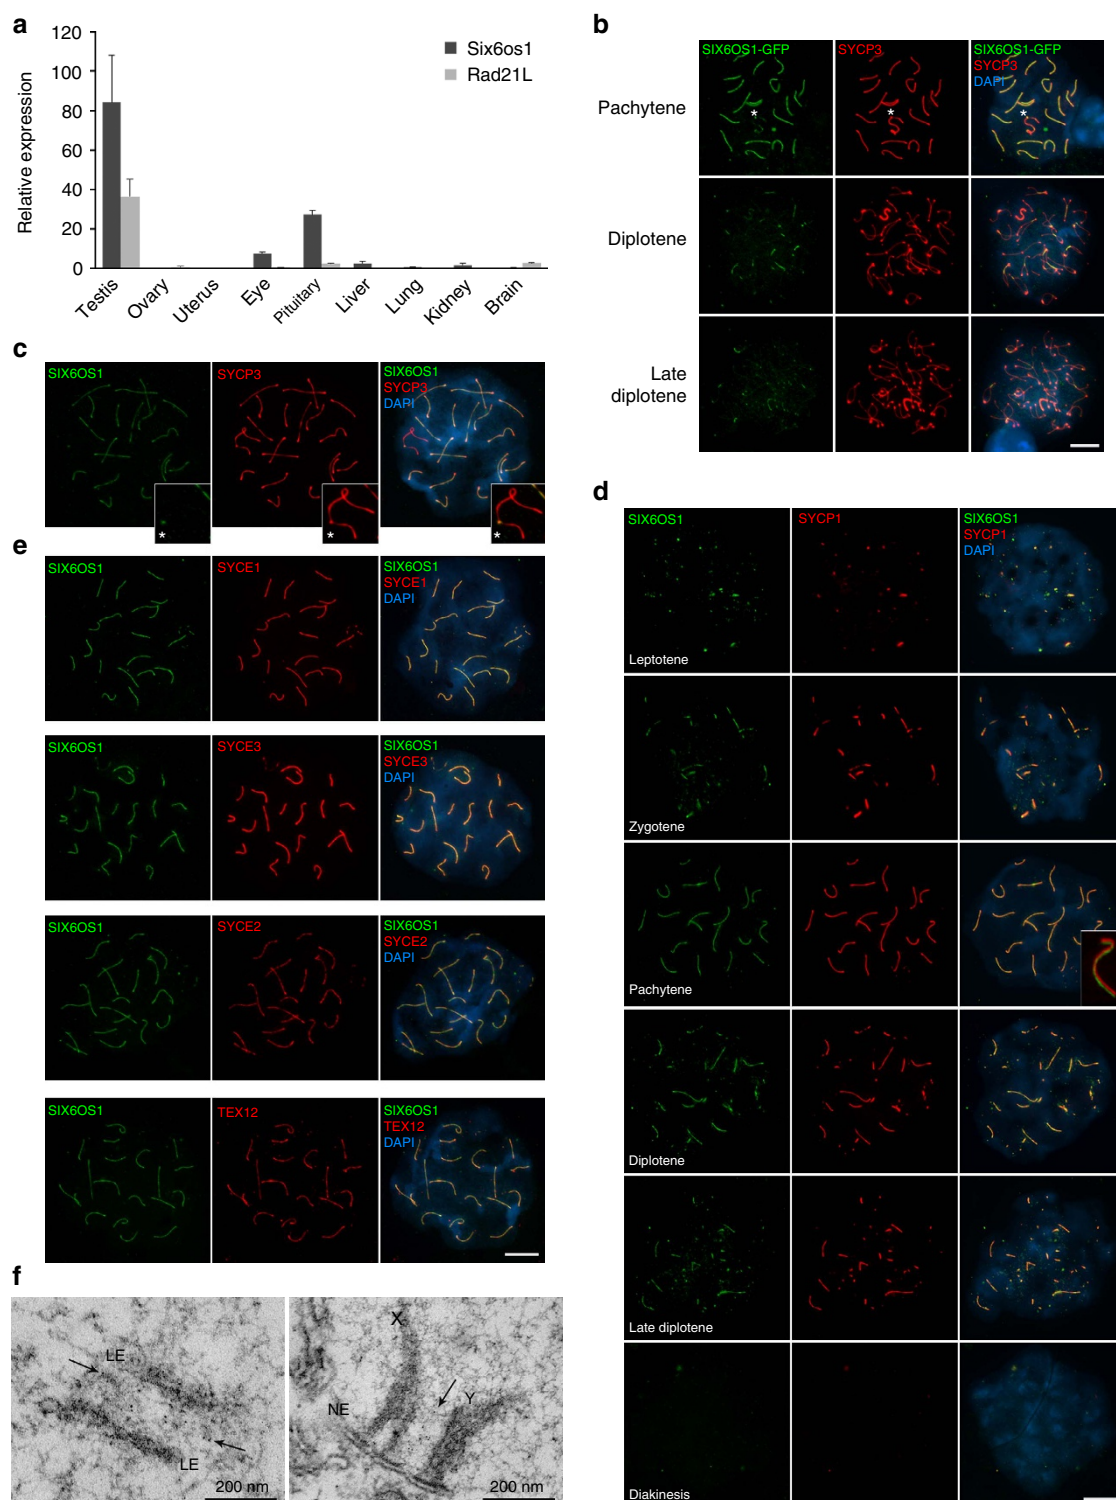 a
120
100
80
60
40
20
0
Relative expression
Six6os1
Rad21L
Testis
Ovary
Uterus
Eye
Pituitary
Liver
Lung
Kidney
Brain
b
SIX6OS1-GFP
SYCP3
SIX6OS1-GFP
SYCP3
DAPI
Pachytene
*
*
*
Diplotene
Late
diplotene
c
SIX6OS1
SYCP3
SIX6OS1
SYCP3
DAPI
*
*
*
d
SIX6OS1
SYCP1
SIX6OS1
SYCP1
DAPI
Leptotene
Zygotene
Pachytene
Diplotene
Late diplotene
Diakinesis
e
SIX6OS1
SYCE1
SIX6OS1
SYCE1
DAPI
SIX6OS1
SYCE3
SIX6OS1
SYCE3
DAPI
SIX6OS1
SYCE2
SIX6OS1
SYCE2
DAPI
SIX6OS1
TEX12
SIX6OS1
TEX12
DAPI
f
LE
LE
200 nm
X
Y
NE
200 nm